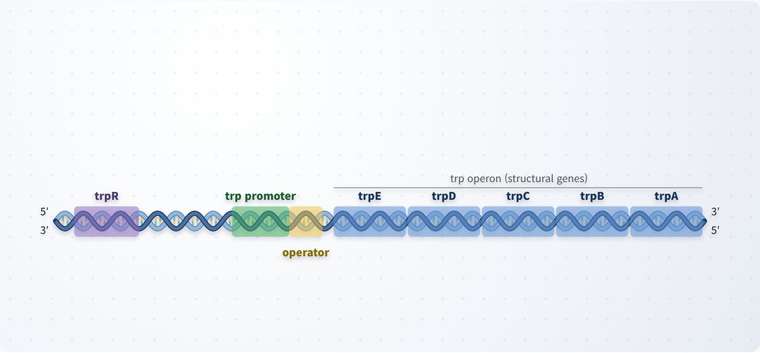 trp operon (structural genes)
trpR trp promoter trpE trpD trpC trpB trpA
5' 3'
3' 5'
operator